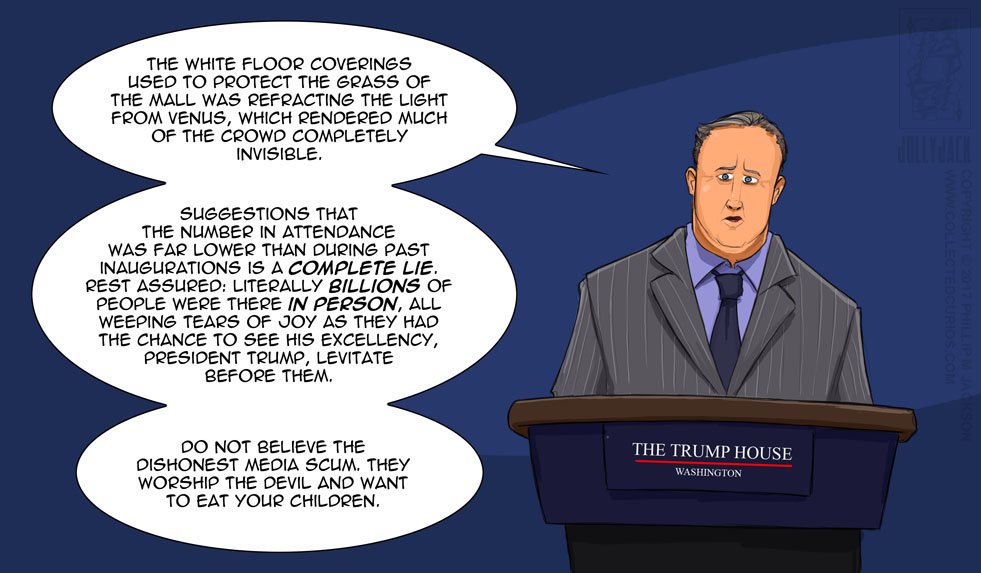 THE WHITE FLOOR COVERINGS
USED TO PROTECT THE GRASS OF
THE MALL WAS REFRACTING THE LIGHT
FROM VENUS, WHICH RENDERED MUCH
OF THE CROWD COMPLETELY
INVISIBLE.
SUGGESTIONS THAT
THE NUMBER IN ATTENDANCE
WAS FAR LOWER THAN DURING PAST
INAUGURATIONS IS A COMPLETE LIE.
REST ASSURED: LITERALLY BILLIONS OF
PEOPLE WERE THERE IN PERSON, ALL
WEEPING TEARS OF JOY AS THEY HAD
THE CHANCE TO SEE HIS EXCELLENCY,
PRESIDENT TRUMP, LEVITATE
BEFORE THEM.
DO NOT BELIEVE THE
DISHONEST MEDIA SCUM. THEY
WORSHIP THE DEVIL AND WANT
TO EAT YOUR CHILDREN.
THE TRUMP HOUSE
WASHINGTON
JOLLYJACK
COPYRIGHT © 2017 PHILLIP M JACKSON
WWW.COLLECTEDCURIOS.COM